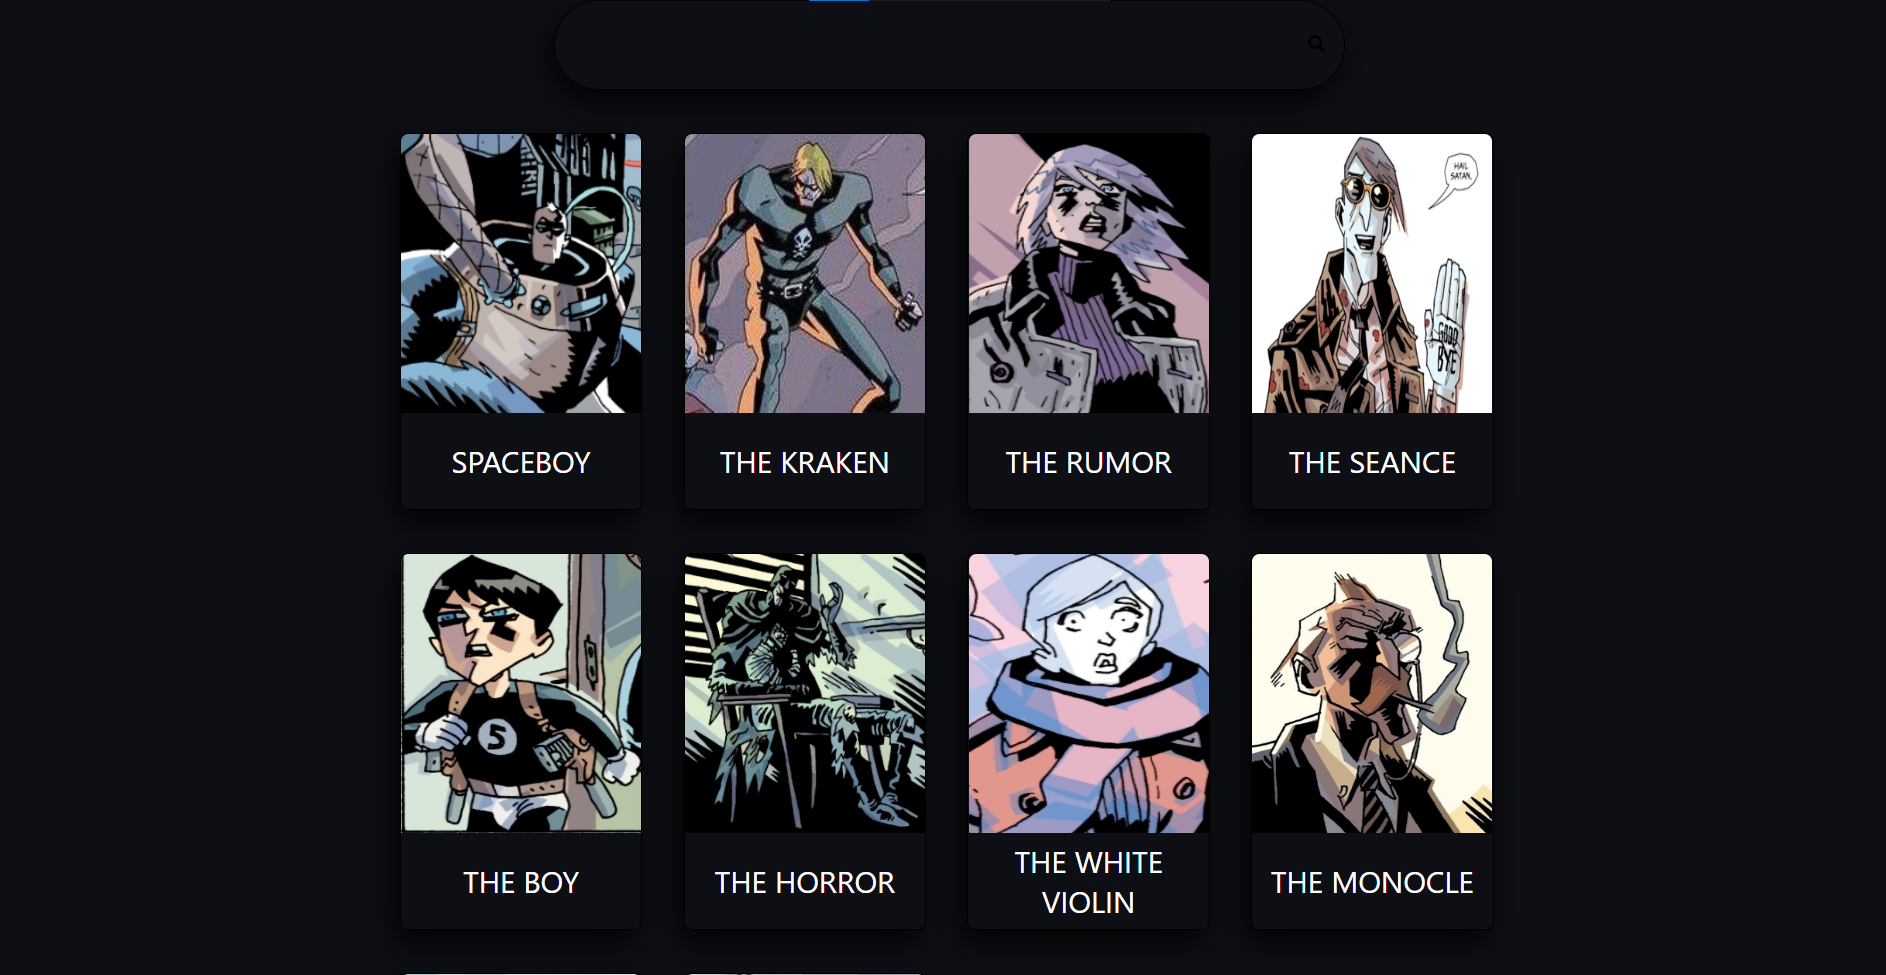 HAIL
SATAN.
GOOD
BYE
SPACEBOY
THE KRAKEN
THE RUMOR
THE SEANCE
5
THE BOY
THE HORROR
THE WHITE
VIOLIN
THE MONOCLE